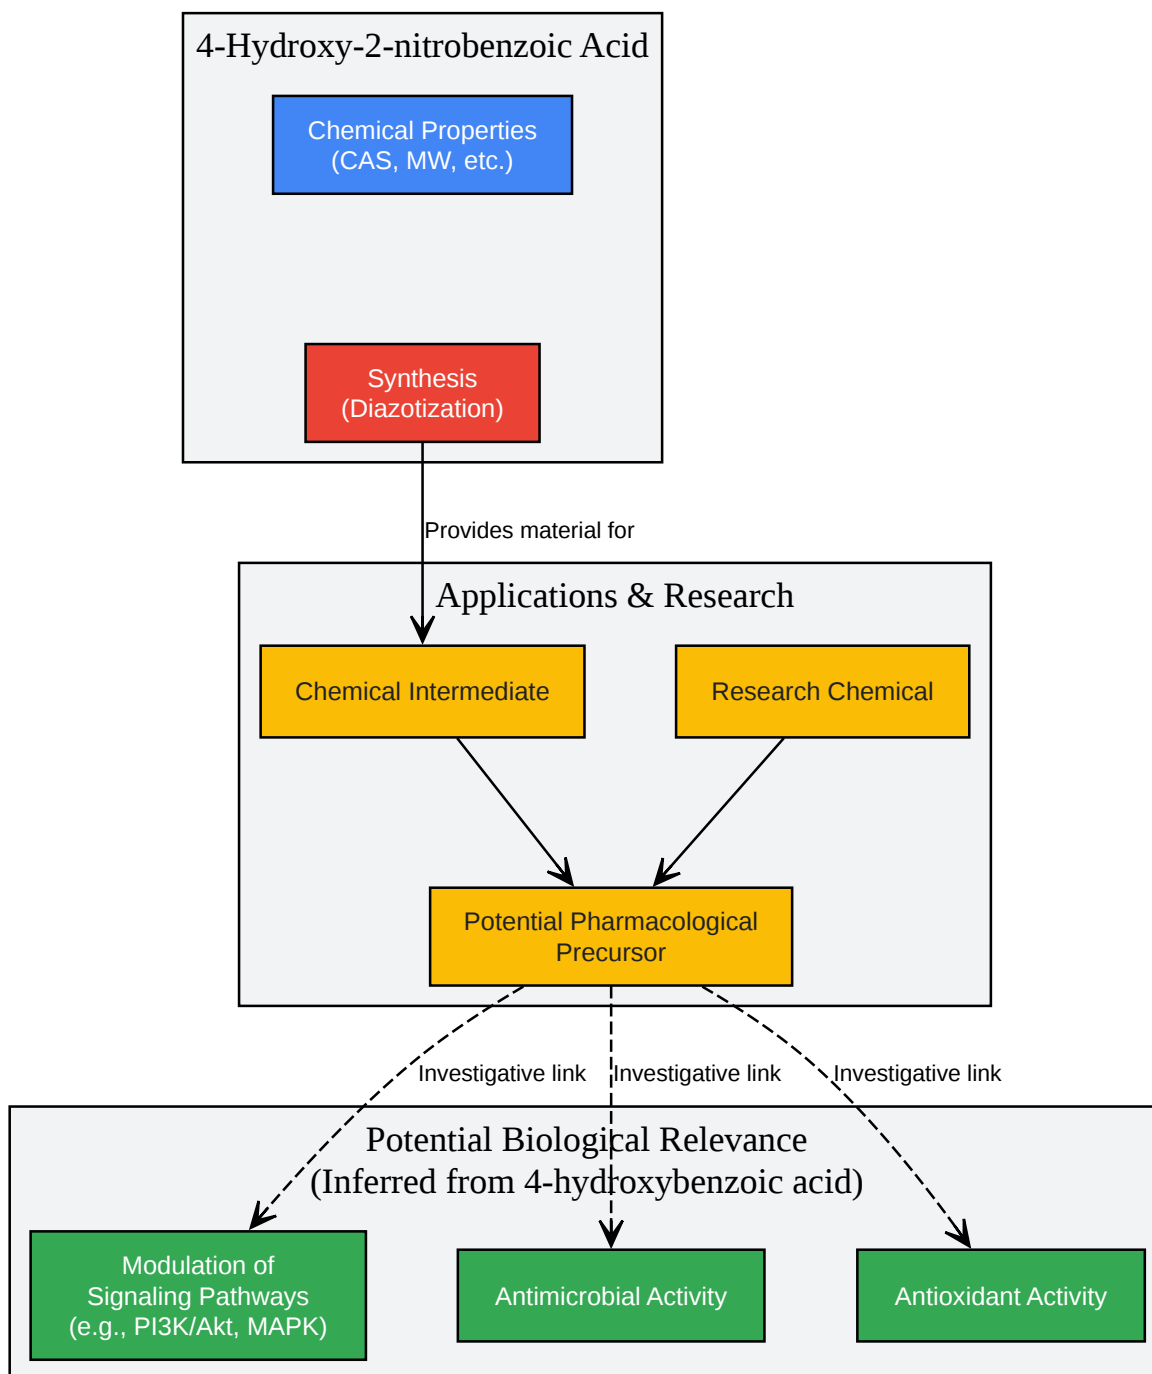 4-Hydroxy-2-nitrobenzoic Acid
Chemical Properties
(CAS, MW, etc.)
Synthesis
(Diazotization)
Provides material for
Applications & Research
Chemical Intermediate
Research Chemical
Potential Pharmacological
Precursor
Investigative link
Investigative link
Investigative link
Potential Biological Relevance
(Inferred from 4-hydroxybenzoic acid)
Modulation of
Signaling Pathways
(e.g., PI3K/Akt, MAPK)
Antimicrobial Activity
Antioxidant Activity